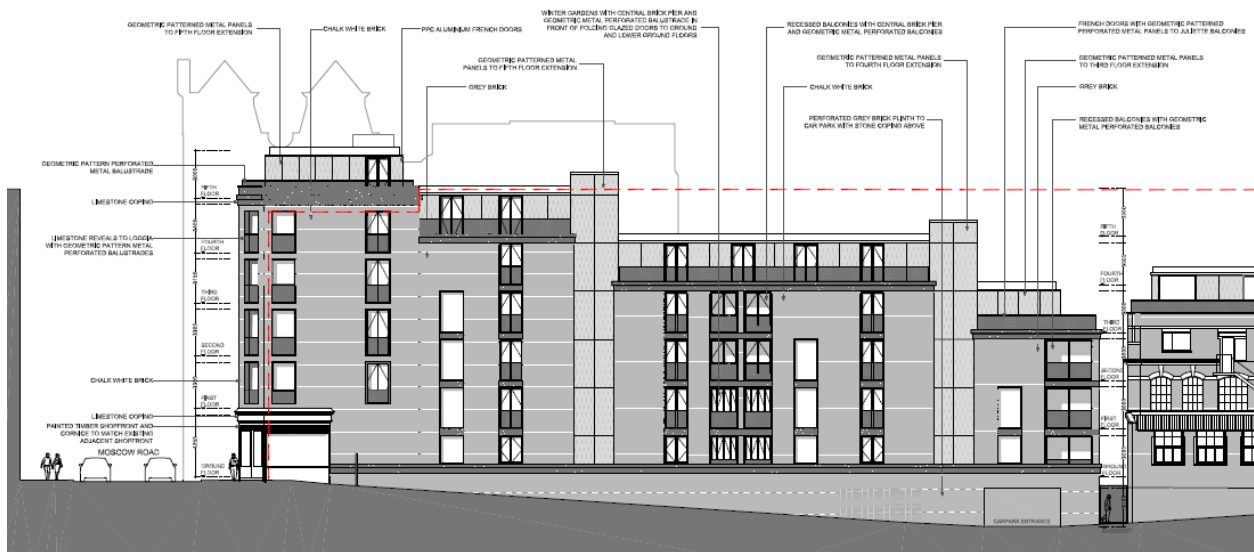 GEOMETRIC PATTERNED METAL PANELS
TO FIFTH FLOOR EXTENSION
CHALK WHITE BRICK
PPC ALUMINIUM FRENCH DOORS
WINTER GARDENS WITH CENTRAL BRICK PIER AND
GEOMETRIC METAL PERFORATED BALUSTRADE IN
FRONT OF FOLDING GLAZED DOORS TO GROUND
AND LOWER GROUND FLOORS
RECESSED BALCONIES WITH CENTRAL BRICK PIER
AND GEOMETRIC METAL PERFORATED BALCONIES
FRENCH DOORS WITH GEOMETRIC PATTERNED
PERFORATED METAL PANELS TO JULIETTE BALCONIES
GEOMETRIC PATTERNED METAL
PANELS TO FIFTH FLOOR EXTENSION
GREY BRICK
GEOMETRIC PATTERNED METAL PANELS
TO FOURTH FLOOR EXTENSION
CHALK WHITE BRICK
PERFORATED GREY BRICK PLINTH TO
CAR PARK WITH STONE COPING ABOVE
GEOMETRIC PATTERNED METAL PANELS
TO THIRD FLOOR EXTENSION
GREY BRICK
RECESSED BALCONIES WITH GEOMETRIC
METAL PERFORATED BALCONIES
GEOMETRIC PATTERN PERFORATED
METAL BALUSTRADE
LIMESTONE COPING
LIMESTONE REVEALS TO LOGGIA
WITH GEOMETRIC PATTERN METAL
PERFORATED BALUSTRADES
CHALK WHITE BRICK
LIMESTONE COPING
PAINTED TIMBER SHOPFRONT AND
CORNICE TO MATCH EXISTING
ADJACENT SHOPFRONT
MOSCOW ROAD
FIFTH
FLOOR
FOURTH
FLOOR
THIRD
FLOOR
SECOND
FLOOR
FIRST
FLOOR
GROUND
FLOOR
FIFTH
FLOOR
FOURTH
FLOOR
THIRD
FLOOR
SECOND
FLOOR
FIRST
FLOOR
GROUND
FLOOR
CARPARK ENTRANCE